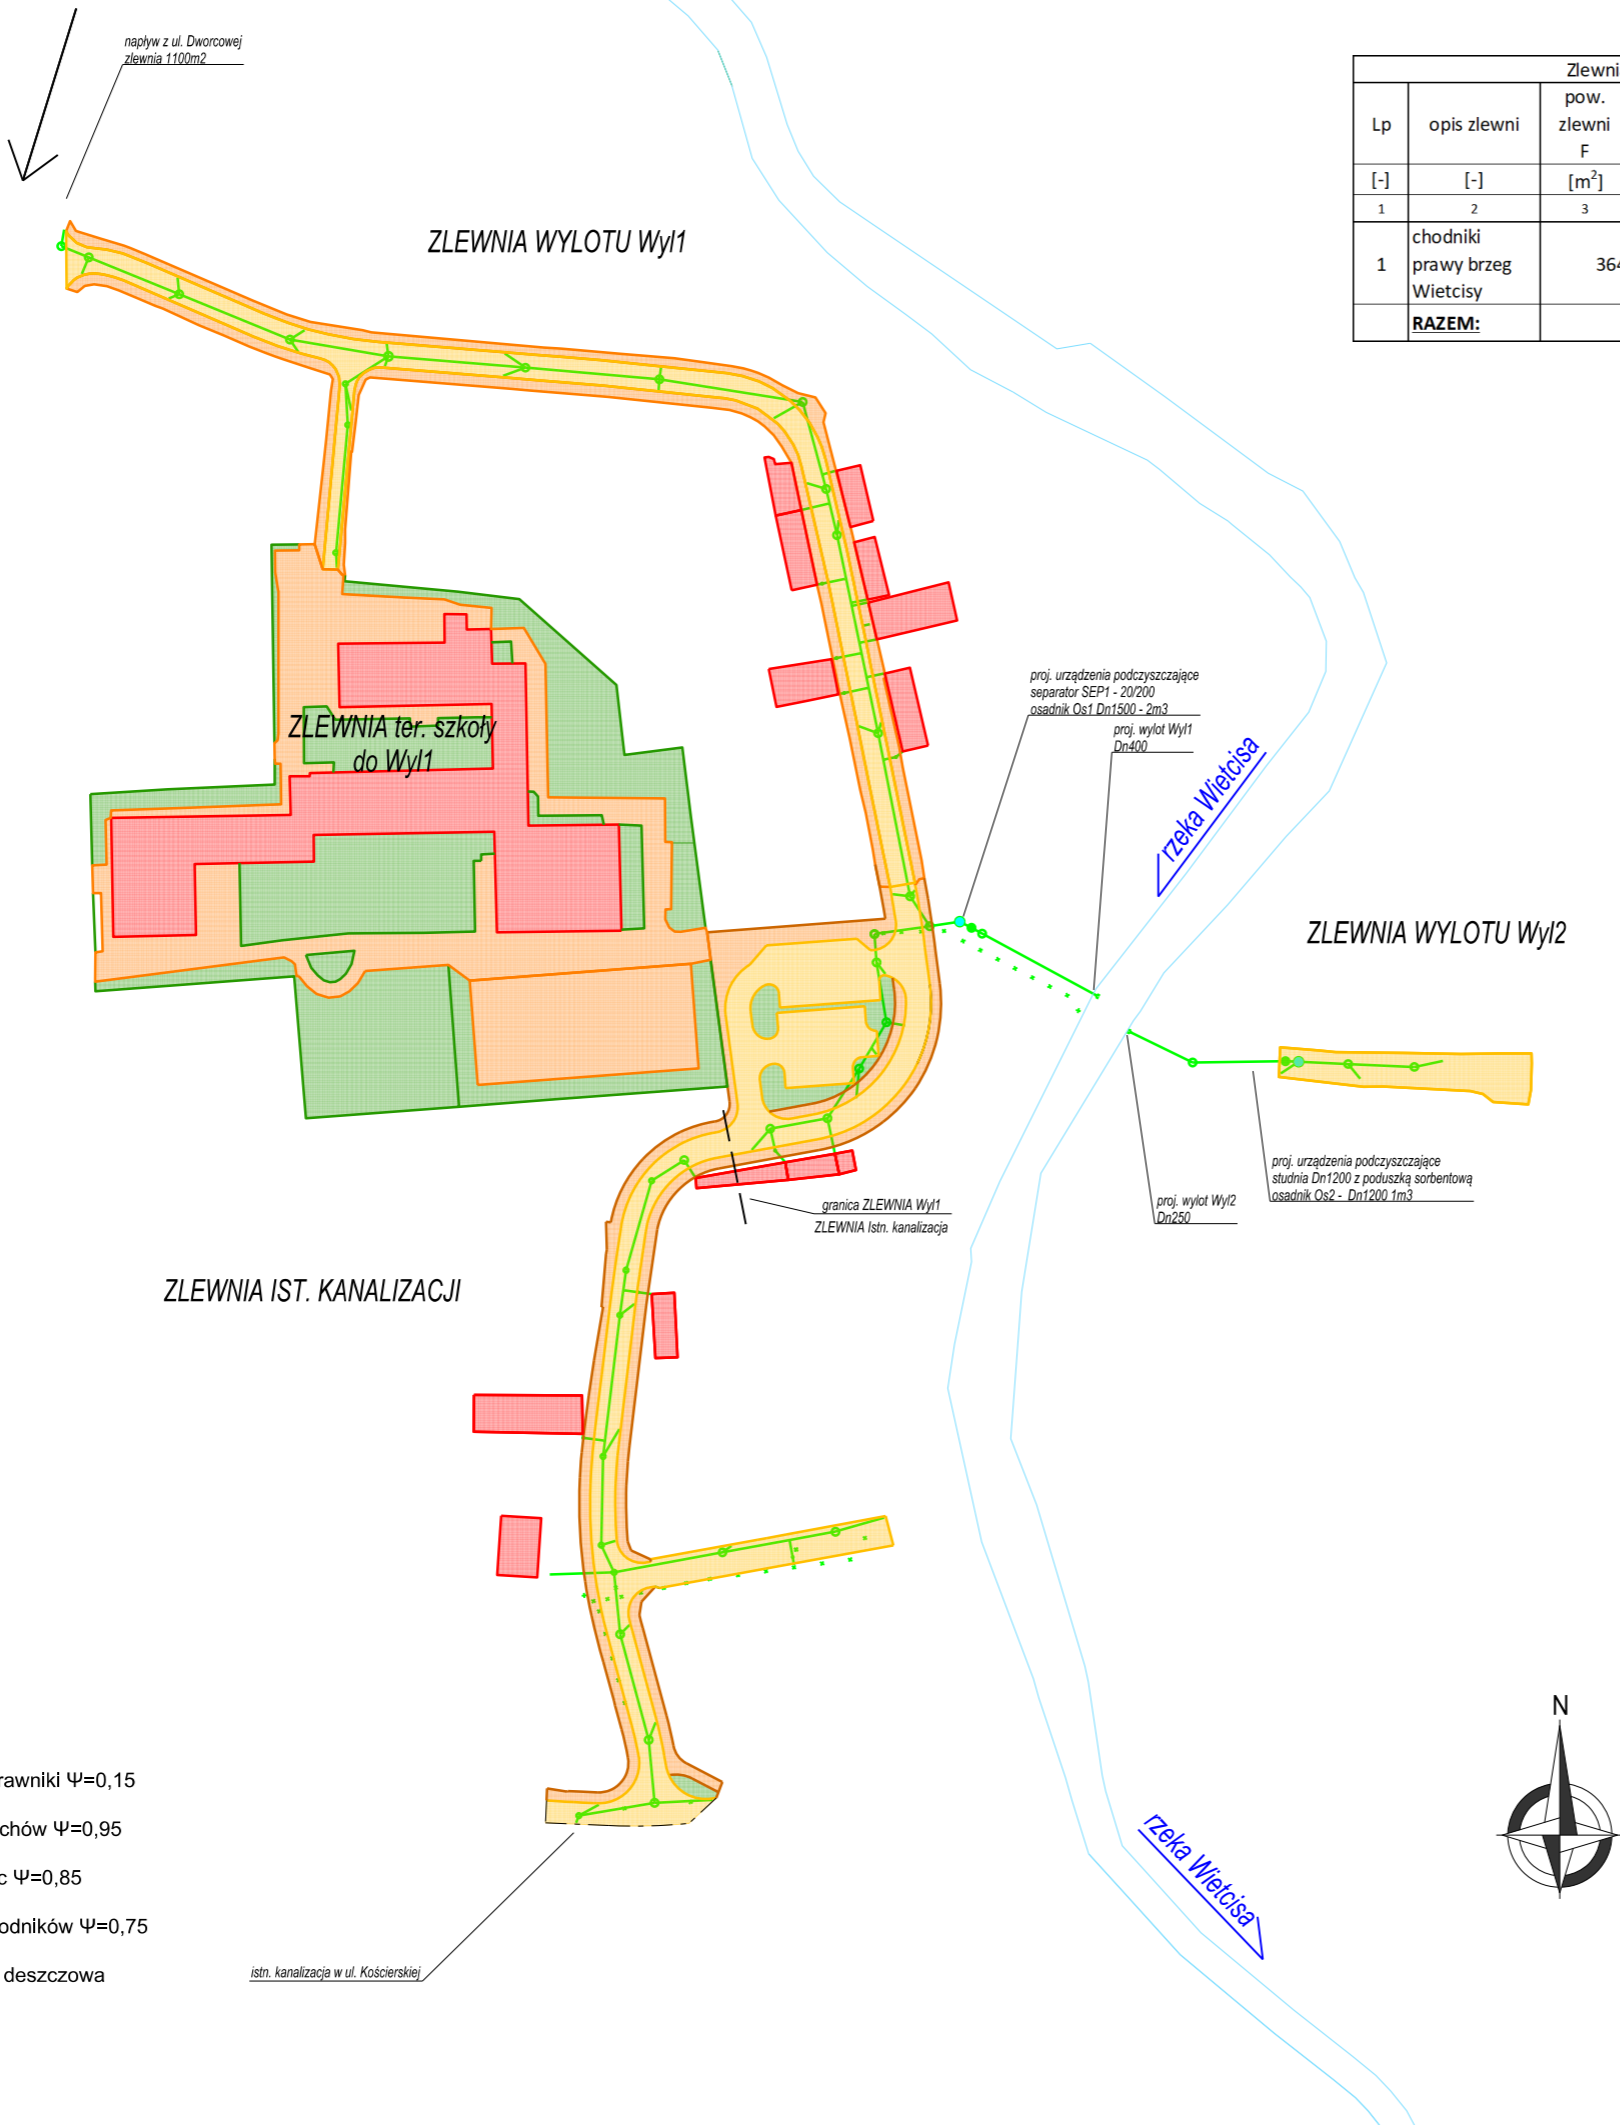 napływ z ul. Dworcowej
zlewnia 1100m2
ZLEWNIA WYLOTU Wyl1
Zlewni
Lp
opis zlewni
pow.
zlewni
F
[-]
[-]
[m²]
1
2
3
1
chodniki
prawy brzeg
Wietcisy
364
RAZEM:
ZLEWNIA ter. szkoły
do Wyl1
proj. urządzenia podczyszczające
separator SEP1 - 20/200
osadnik Os1 Dn1500 - 2m3
proj. wylot Wyl1
Dn400
rzeka Wietcisa
ZLEWNIA WYLOTU Wyl2
proj. urządzenia podczyszczające
studnia Dn1200 z poduszką sorbentową
osadnik Os2 - Dn1200 1m3
proj. wylot Wyl2
Dn250
granica ZLEWNIA Wyl1
ZLEWNIA Istn. kanalizacja
ZLEWNIA IST. KANALIZACJI
N
rawniki Ψ=0,15
chów Ψ=0,95
c Ψ=0,85
odników Ψ=0,75
deszczowa
istn. kanalizacja w ul. Kościerskiej
rzeka Wietcisa